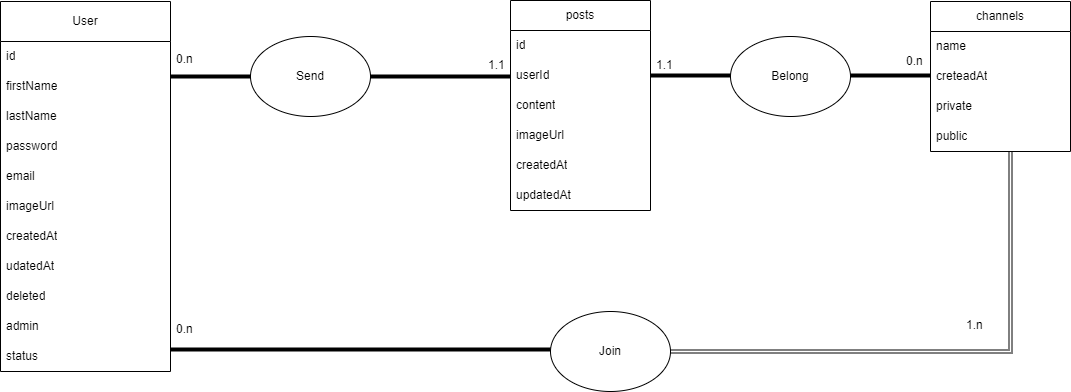 User
id
firstName
lastName
password
email
imageUrl
createdAt
udatedAt
deleted
admin
status
0.n
Send
1.1
posts
id
userId
content
imageUrl
createdAt
updatedAt
1.1
Belong
0.n
channels
name
creteadAt
private
public
0.n
Join
1.n